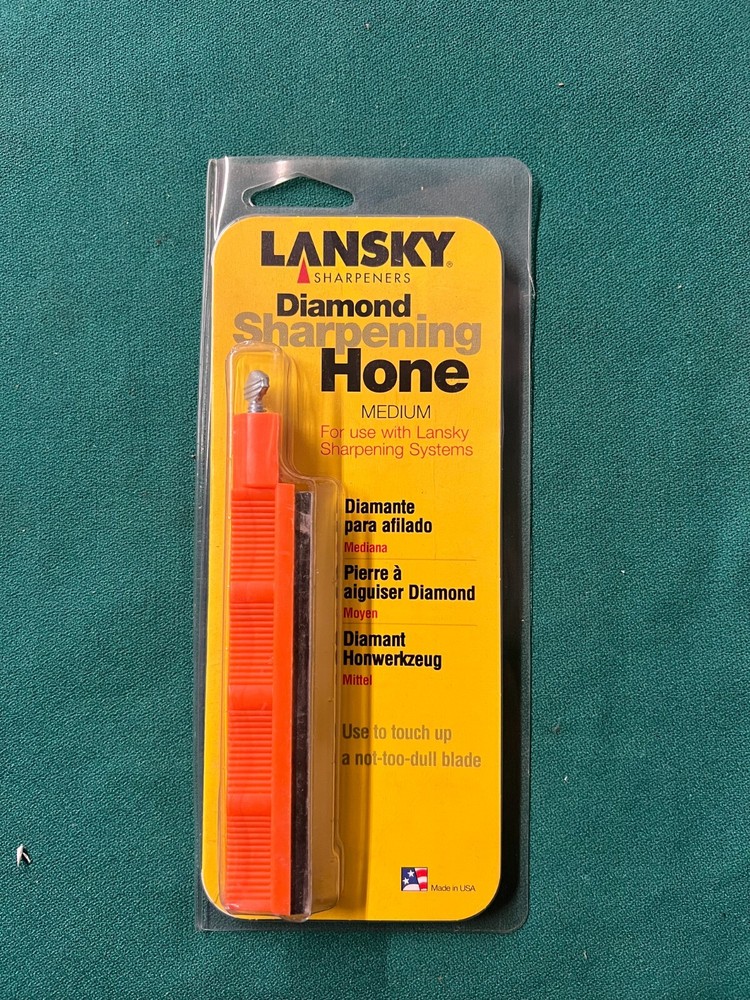 LANSKY®
SHARPENERS
Diamond
Sharpening
Hone
MEDIUM
For use with Lansky
Sharpening Systems
Diamante
para afilado
Mediana
Pierre à
aiguiser Diamond
Moyen
Diamant
Honwerkzeug
Mittel
Use to touch up
a not-too-dull blade
Made in USA